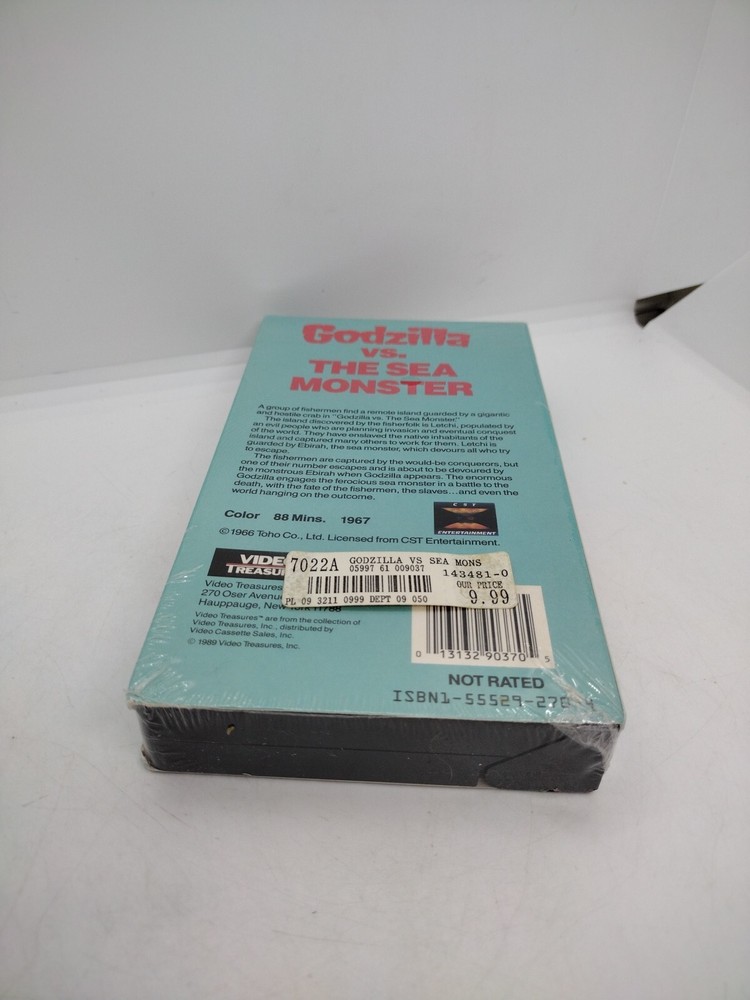 Godzilla
vs.
THE SEA
MONSTER
A group of fishermen find a remote island guarded by a gigantic
and hostile crab in "Godzilla vs. The Sea Monster."
The island discovered by the fisherfolk is Letchi, populated by
an evil people who are planning invasion and eventual conquest
of the world. They have enslaved the native inhabitants of the
island and captured many others to work for them. Letchi is
guarded by Ebirah, the sea monster, which devours all who try
to escape.
The fishermen are captured by the would-be conquerors, but
one of their number escapes and is about to be devoured by
the monstrous Ebirah when Godzilla appears. The enormous
Godzilla engages the ferocious sea monster in a battle to the
death, with the fate of the fishermen, the slaves...and even the
world hanging on the outcome.
Color 88 Mins. 1967
CST
ENTERTAINMENT
©1966 Toho Co., Ltd. Licensed from CST Entertainment.
7022A GODZILLA VS SEA MONS
05997 61 009037 143481-0
OUR PRICE
9.99
PL 09 3211 0999 DEPT 09 050
Video Treasures
270 Oser Avenu
Hauppauge, New York 11788
Video Treasures™ are from the collection of
Video Treasures, Inc., distributed by
Video Cassette Sales, Inc.
© 1989 Video Treasures, Inc.
0 13132 90370 5
NOT RATED
ISBN1-55529-270-